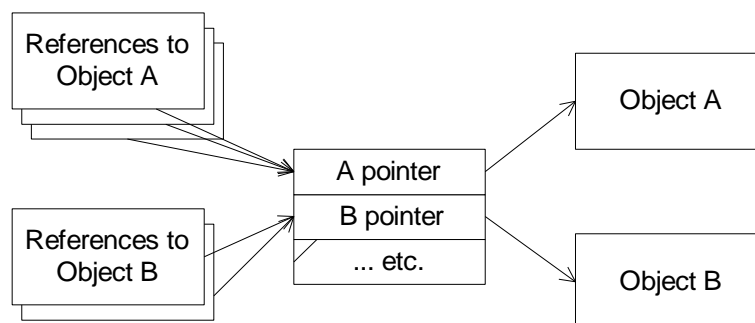 References to
Object A
Object A
A pointer
B pointer
... etc.
References to
Object B
Object B